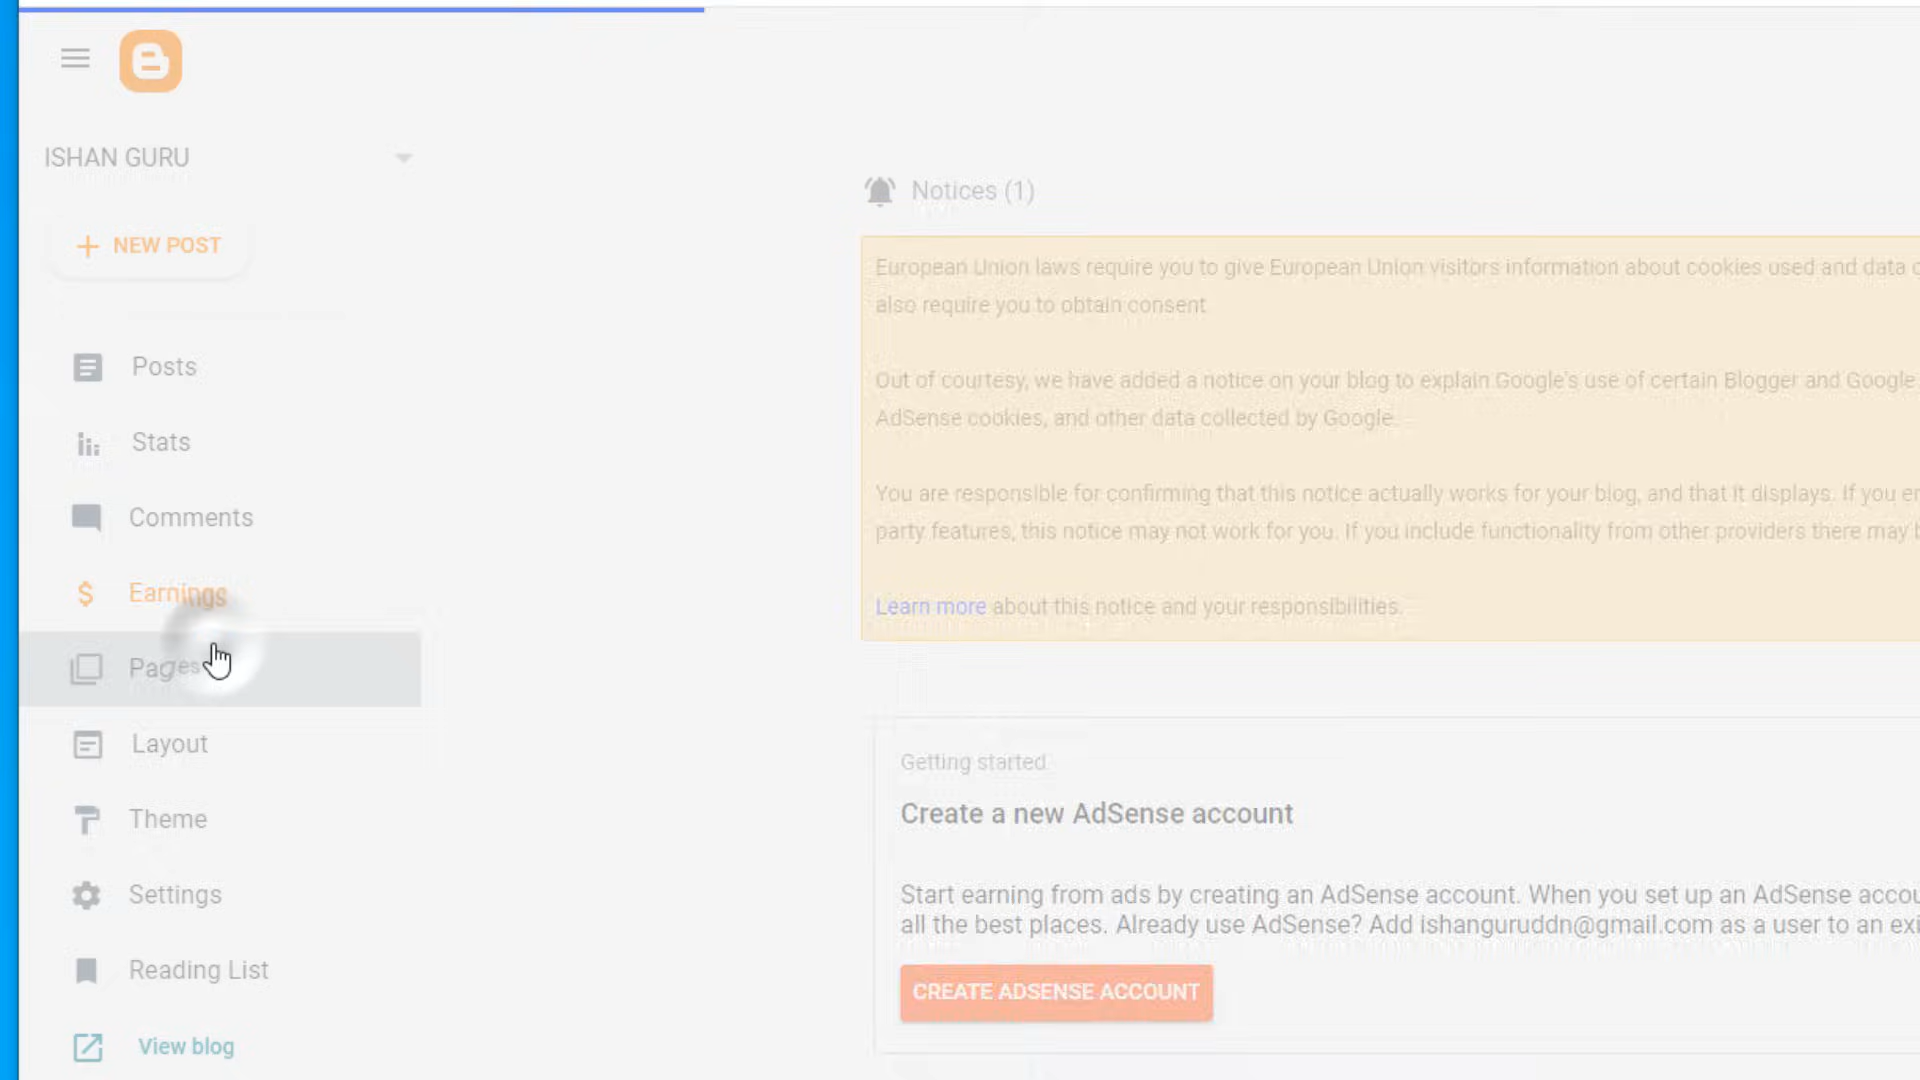 ISHAN GURU
NEW POST
Posts
Stats
Comments
Earnings
Pages
Layout
Theme
Settings
Reading List
View blog
Notices (1)
European Union laws require you to give European Union visitors information about cookies used and data
also require you to obtain consent
Out of courtesy, we have added a notice on your blog to explain Google's use of certain Blogger and Google
AdSense cookies, and other data collected by Google.
You are responsible for confirming that this notice actually works for your blog, and that it displays. If you
party features, this notice may not work for you. If you include functionality from other providers there may
Learn more about this notice and your responsibilities.
Getting started
Create a new AdSense account
Start earning from ads by creating an AdSense account. When you set up an AdSense
all the best places. Already use AdSense? Add ishanguruddn@gmail.com as a user to an
CREATE ADSENSE ACCOUNT